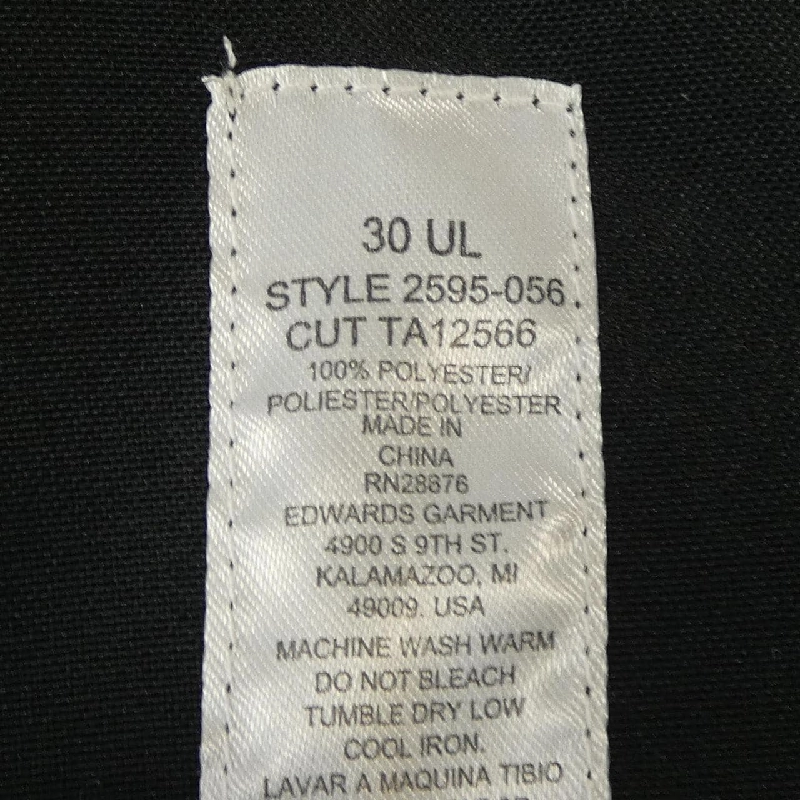 30 UL
STYLE 2595-056
CUT TA12566
100% POLYESTER/
POLIESTER/POLYESTER
MADE IN
CHINA
RN28876
EDWARDS GARMENT
4900 S 9TH ST.
KALAMAZOO, MI
49009. USA
MACHINE WASH WARM
DO NOT BLEACH
TUMBLE DRY LOW
COOL IRON.
LAVAR A MAQUINA TIBIO